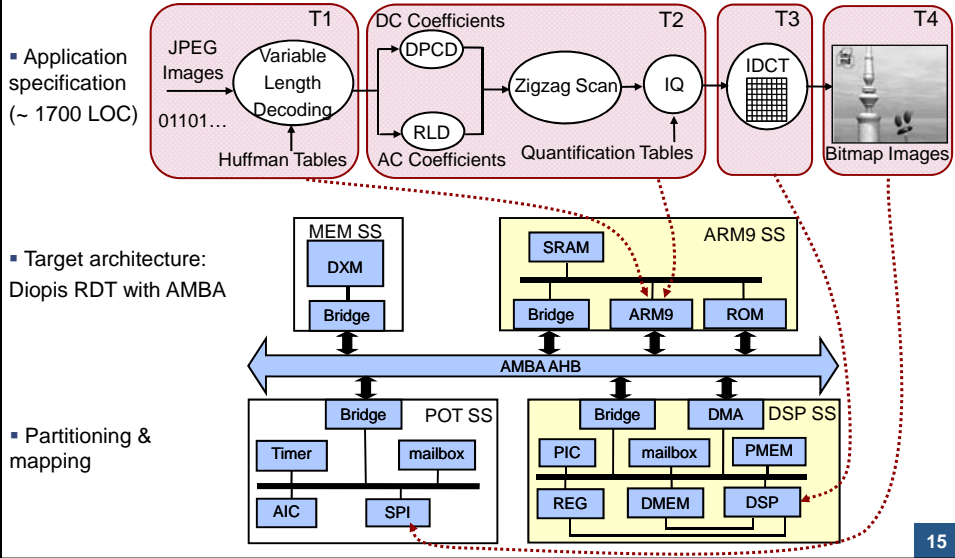 T1
T2
T3
T4
▪ Application
specification
(~ 1700 LOC)
JPEG
Images
01101…
Variable
Length
Decoding
Huffman Tables
DC Coefficients
DPCD
RLD
AC Coefficients
Zigzag Scan
IQ
Quantification Tables
IDCT
Bitmap Images
▪ Target architecture:
Diopis RDT with AMBA
MEM SS
DXM
Bridge
ARM9 SS
SRAM
Bridge
ARM9
ROM
AMBA AHB
▪ Partitioning &
mapping
POT SS
Bridge
Timer
mailbox
AIC
SPI
DSP SS
Bridge
DMA
PIC
mailbox
PMEM
REG
DMEM
DSP
15